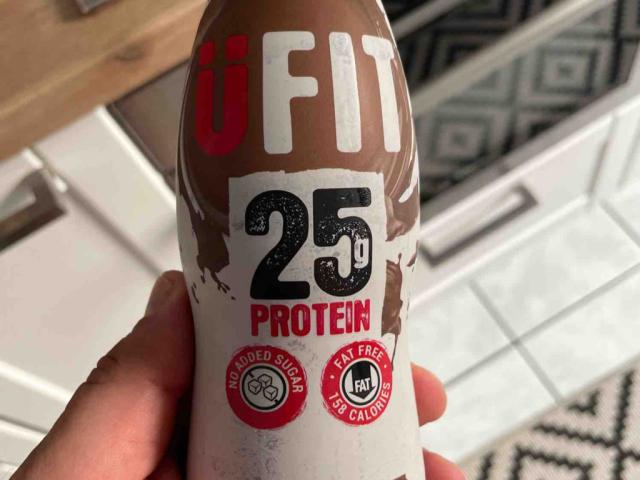 ÜFIT
25g
PROTEIN
NO ADDED SUGAR
FAT FREE
FAT
158 CALORIES